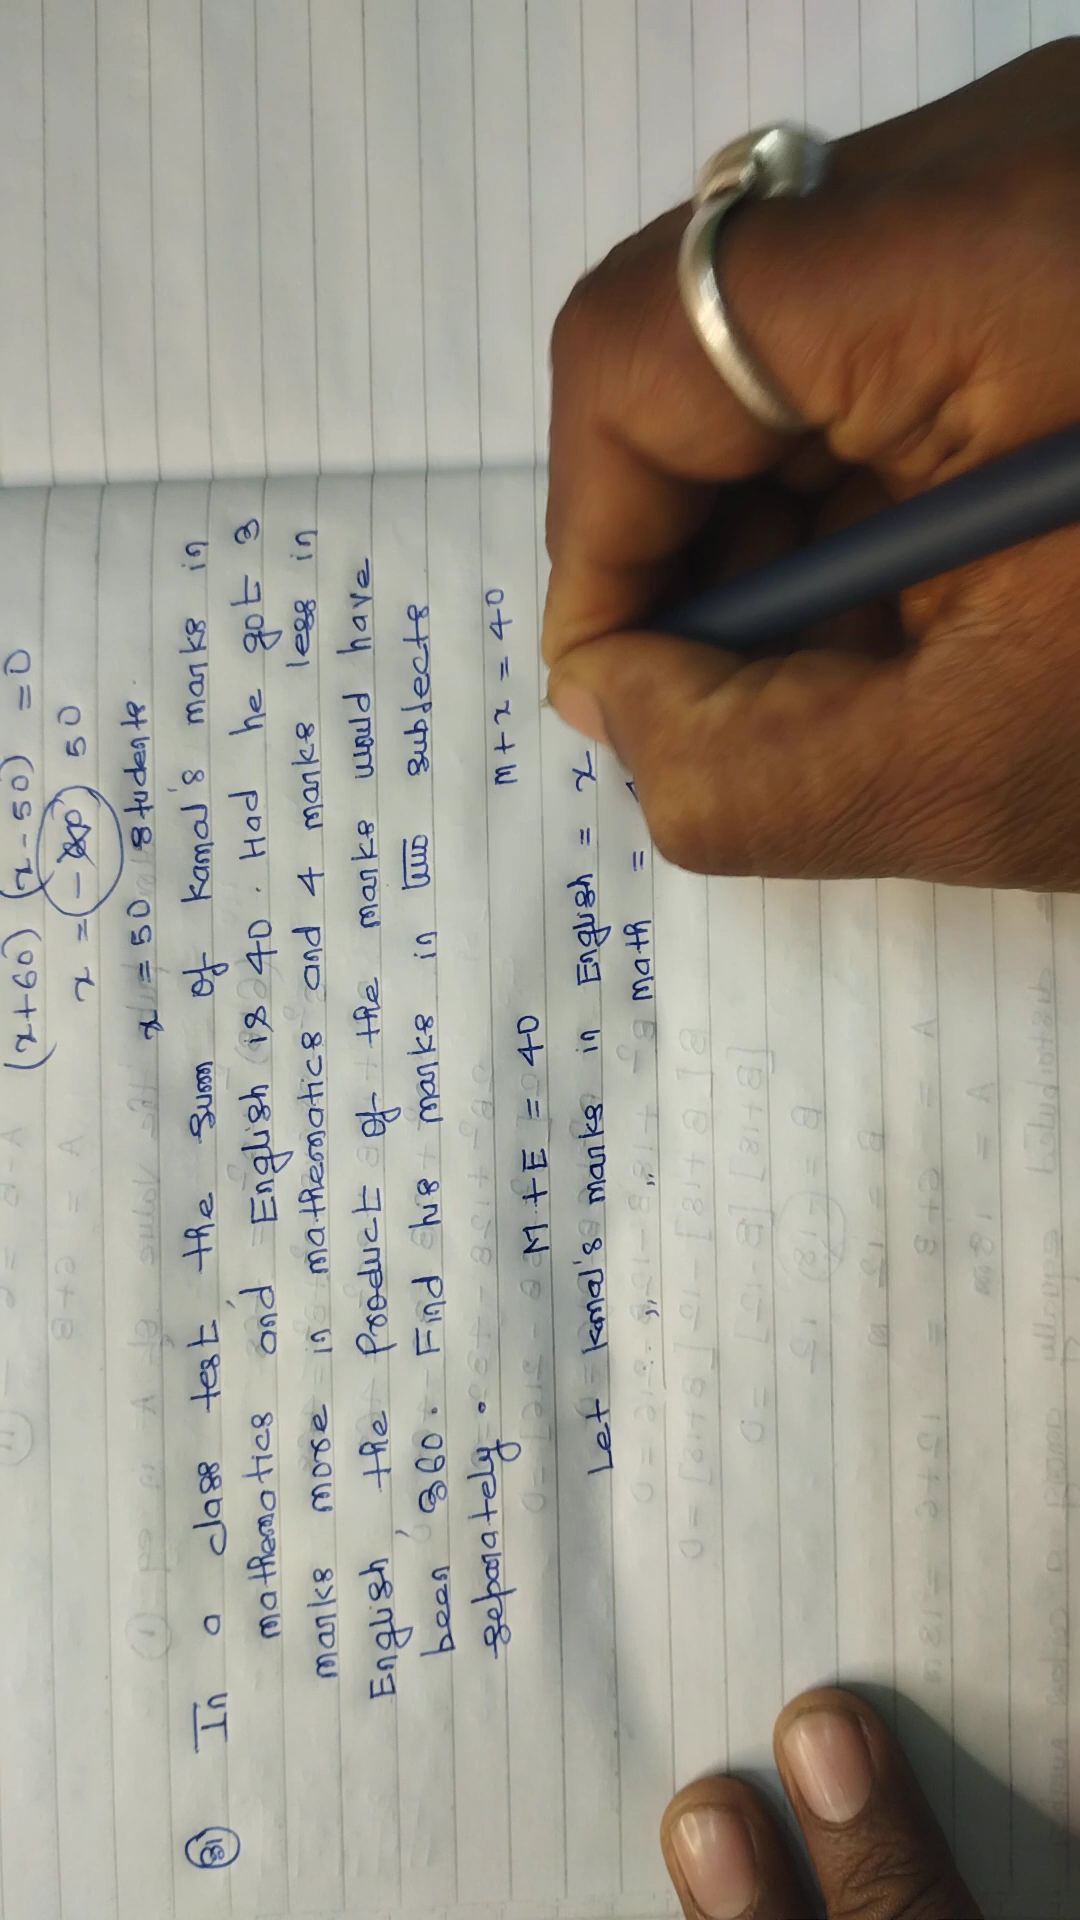 (x+60) (x-50) = 0
x = - 50
x = 50 students.
③ In a class test the sum of Kamal's marks in
mathematics and English is 40. Had he got 3
marks more in mathematics and 4 marks less in
English the Product of the marks would have
been 360. Find his marks in two subjects
separately.
M + x = 40
M + E = 40
Let Kamal's marks in English = x
" " Math =